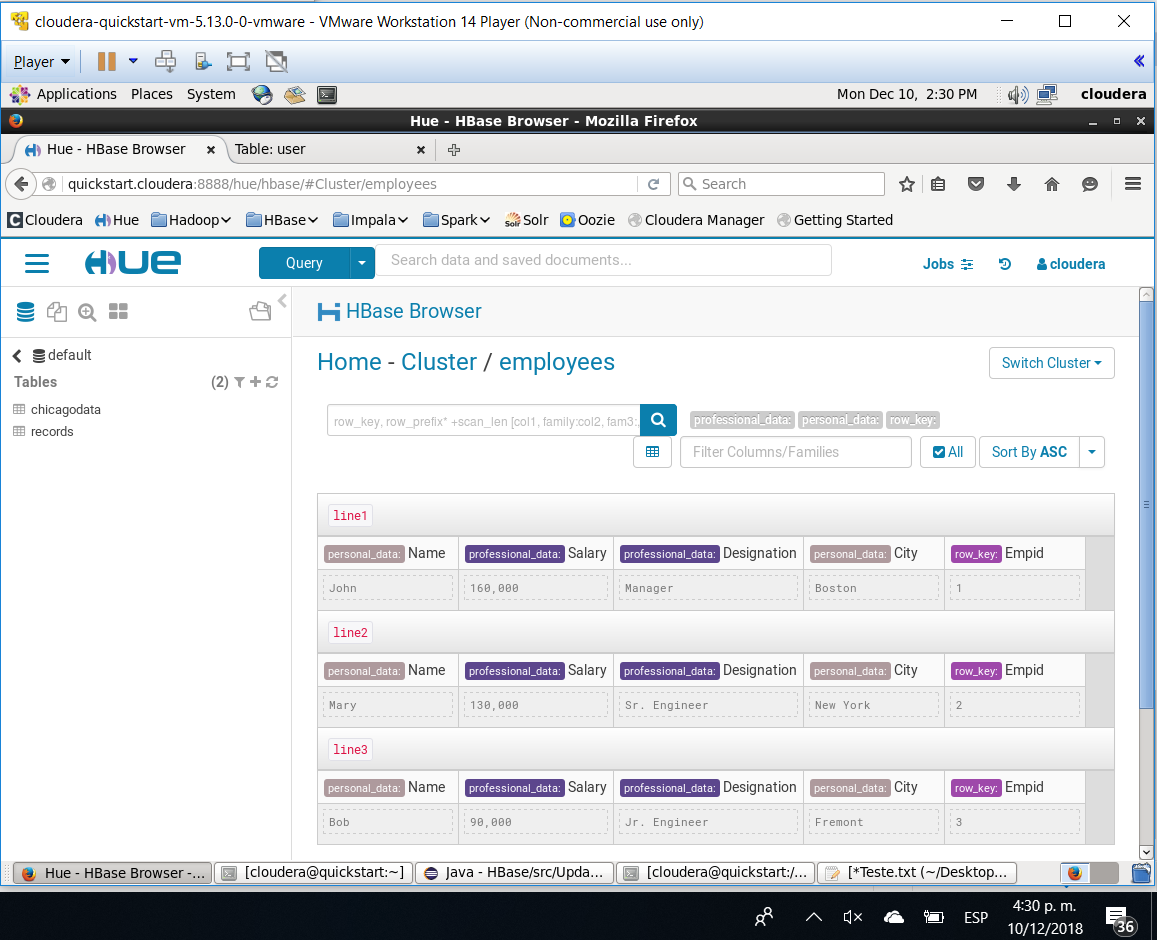 cloudera-quickstart-vm-5.13.0-0-vmware - VMware Workstation 14 Player (Non-commercial use only)
Player
Applications Places System Mon Dec 10, 2:30 PM cloudera
Hue - HBase Browser - Mozilla Firefox
Hue - HBase Browser Table: user
quickstart.cloudera:8888/hue/hbase/#Cluster/employees Search
Cloudera Hue Hadoop HBase Impala Spark Solr Oozie Cloudera Manager Getting Started
HUE Query Search data and saved documents... Jobs cloudera
HBase Browser
default
Home - Cluster / employees Switch Cluster
Tables (2)
chicagodata
records
row_key, row_prefix* +scan_len [col1, family:col2, fam3:, professional_data: personal_data: row_key:
Filter Columns/Families All Sort By ASC
line1
personal_data: Name professional_data: Salary professional_data: Designation personal_data: City row_key: Empid
John 160,000 Manager Boston 1
line2
personal_data: Name professional_data: Salary professional_data: Designation personal_data: City row_key: Empid
Mary 130,000 Sr. Engineer New York 2
line3
personal_data: Name professional_data: Salary professional_data: Designation personal_data: City row_key: Empid
Bob 90,000 Jr. Engineer Fremont 3
Hue - HBase Browser -... [cloudera@quickstart:~] Java - HBase/src/Upda... [cloudera@quickstart:/... [*Teste.txt (~/Desktop...
ESP 4:30 p. m.
10/12/2018 36